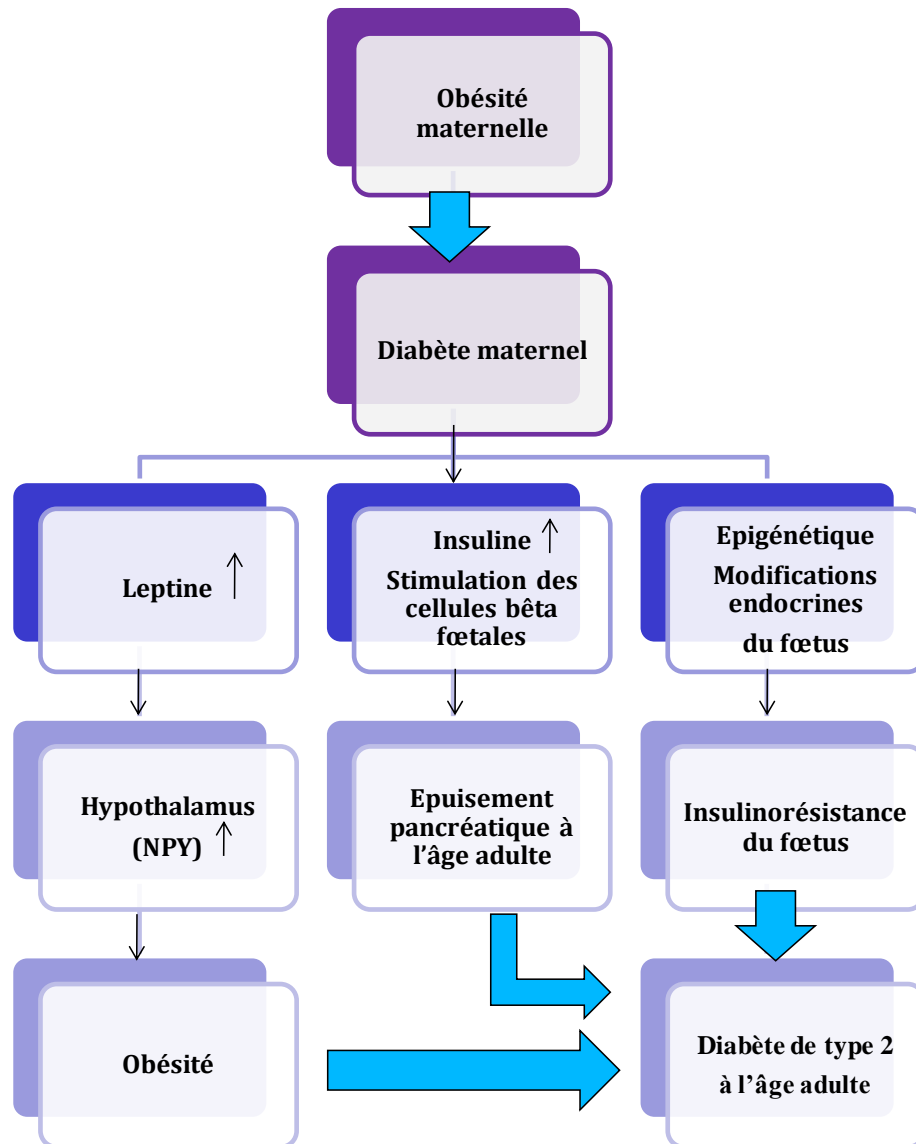 Obésité
maternelle
Diabète maternel
Leptine
Insuline
Stimulation des
cellules bêta
fœtales
Epigénétique
Modifications
endocrines
du fœtus
Hypothalamus
(NPY)
Epuisement
pancréatique à
l’âge adulte
Insulinorésistance
du fœtus
Obésité
Diabète de type 2
à l’âge adulte